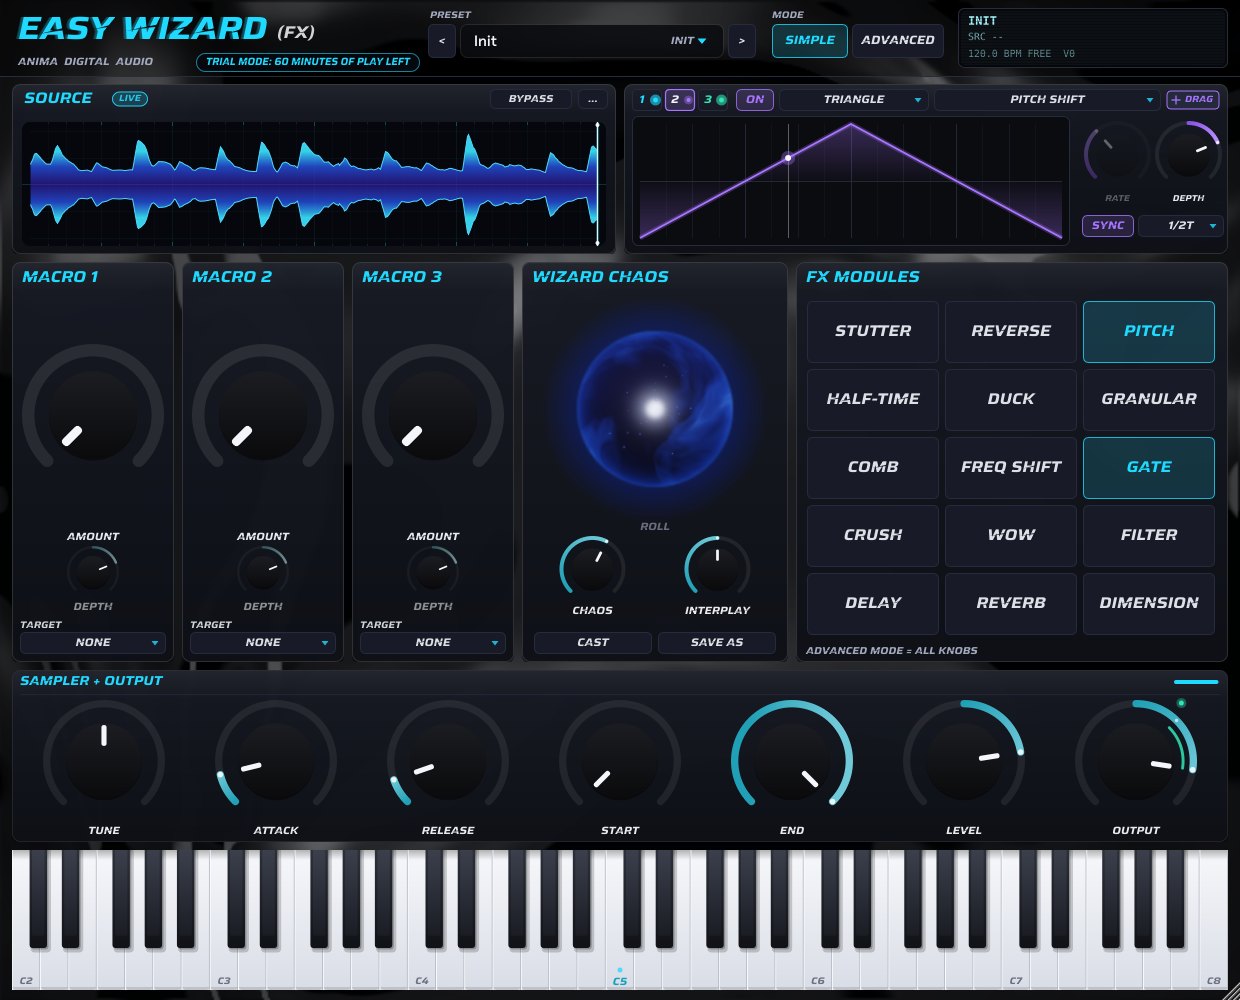 EASY WIZARD (FX)
ANIMA DIGITAL AUDIO
TRIAL MODE: 60 MINUTES OF PLAY LEFT
PRESET
< Init INIT >
MODE
SIMPLE ADVANCED
INIT
SRC --
120.0 BPM FREE V0
SOURCE LIVE BYPASS ...
1 2 3 ON TRIANGLE PITCH SHIFT + DRAG
RATE DEPTH
SYNC 1/2T
MACRO 1
AMOUNT
DEPTH
TARGET
NONE
MACRO 2
AMOUNT
DEPTH
TARGET
NONE
MACRO 3
AMOUNT
DEPTH
TARGET
NONE
WIZARD CHAOS
ROLL
CHAOS INTERPLAY
CAST SAVE AS
FX MODULES
STUTTER REVERSE PITCH
HALF-TIME DUCK GRANULAR
COMB FREQ SHIFT GATE
CRUSH WOW FILTER
DELAY REVERB DIMENSION
ADVANCED MODE = ALL KNOBS
SAMPLER + OUTPUT
TUNE ATTACK RELEASE START END LEVEL OUTPUT
C2 C3 C4 C5 C6 C7 C8